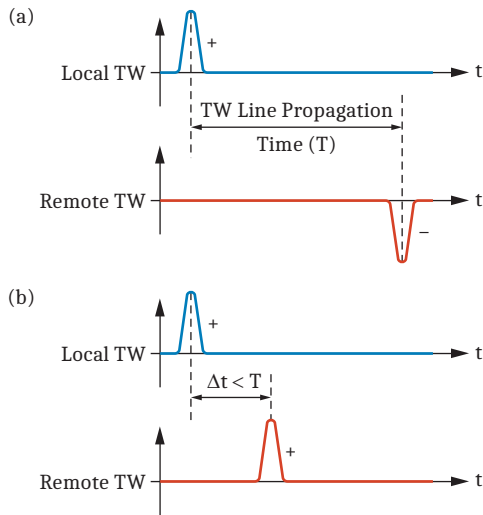 (a)
+
Local TW
t
TW Line Propagation
Time (T)
Remote TW
t
−
(b)
+
Local TW
t
Δt < T
+
Remote TW
t